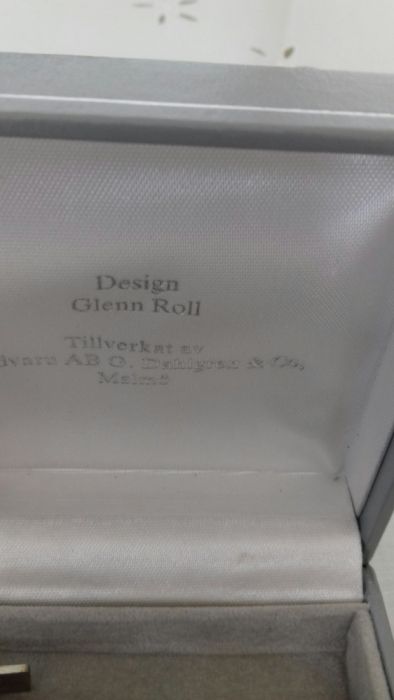 Design
Glenn Roll
Tillverkat av
AB O. Dahlgren & Co,
Malmö